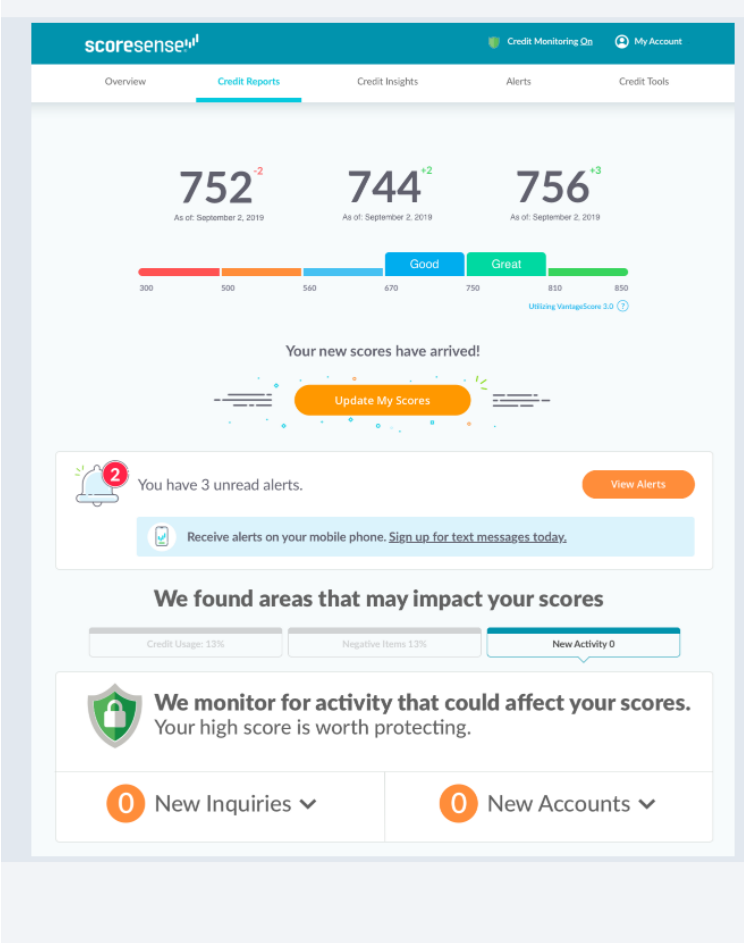 scoresense
Credit Monitoring On
My Account
Overview
Credit Reports
Credit Insights
Alerts
Credit Tools
752 -2
744 +2
756 +3
As of: September 2, 2019
As of: September 2, 2019
As of: September 2, 2019
Good
Great
300 500 560 670 750 810 850
Utilizing VantageScore 3.0 ?
Your new scores have arrived!
Update My Scores
2
You have 3 unread alerts.
View Alerts
Receive alerts on your mobile phone. Sign up for text messages today.
We found areas that may impact your scores
Credit Usage: 13%
Negative Items 13%
New Activity 0
We monitor for activity that could affect your scores.
Your high score is worth protecting.
0 New Inquiries
0 New Accounts